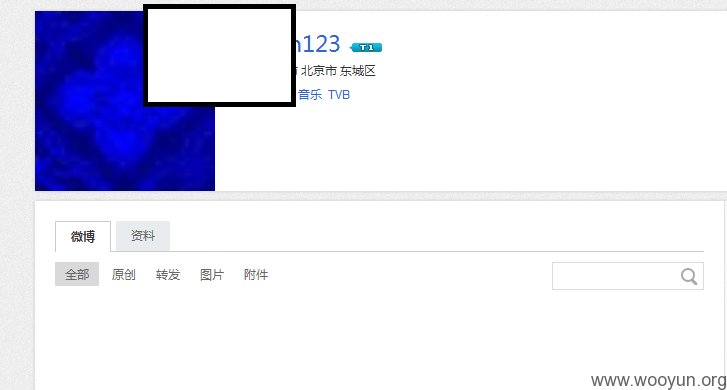 n123 T1
北京市 东城区
音乐 TVB
微博 资料
全部 原创 转发 图片 附件
www.wooyun.org